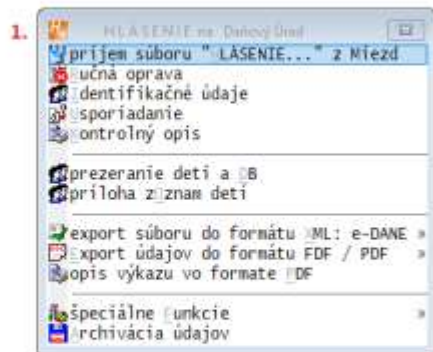 1.
HLÁSENIE na Daňový Úrad
príjem súboru " LÁSENIE..." z Miezd
učná oprava
dentifikačné údaje
sporiadanie
ontrolný opis
prezeranie detí a B
príloha z znam detí
export súboru do formátu ML: e-DANE »
xport údajov do formátu FDF / PDF »
opis výkazu vo formate DF
špeciálne unkcie »
rchivácia údajov